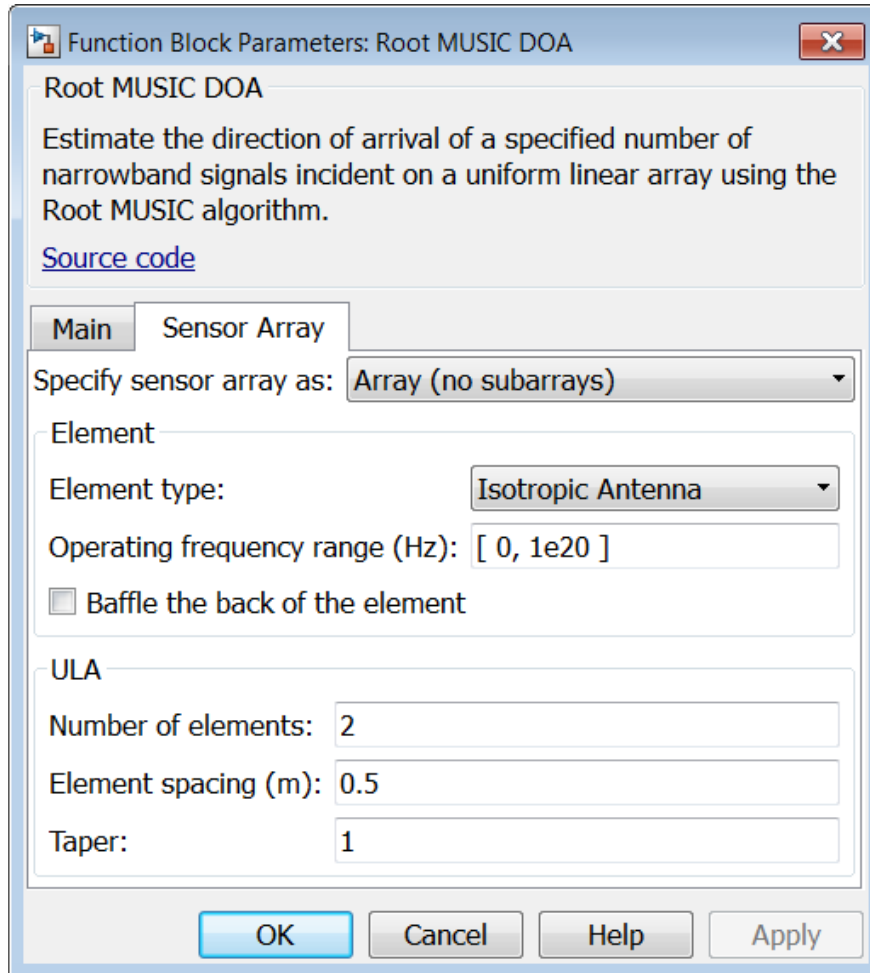 Function Block Parameters: Root MUSIC DOA
Root MUSIC DOA
Estimate the direction of arrival of a specified number of
narrowband signals incident on a uniform linear array using the
Root MUSIC algorithm.
Source code
Main Sensor Array
Specify sensor array as: Array (no subarrays)
Element
Element type: Isotropic Antenna
Operating frequency range (Hz): [ 0, 1e20 ]
Baffle the back of the element
ULA
Number of elements: 2
Element spacing (m): 0.5
Taper: 1
OK Cancel Help Apply